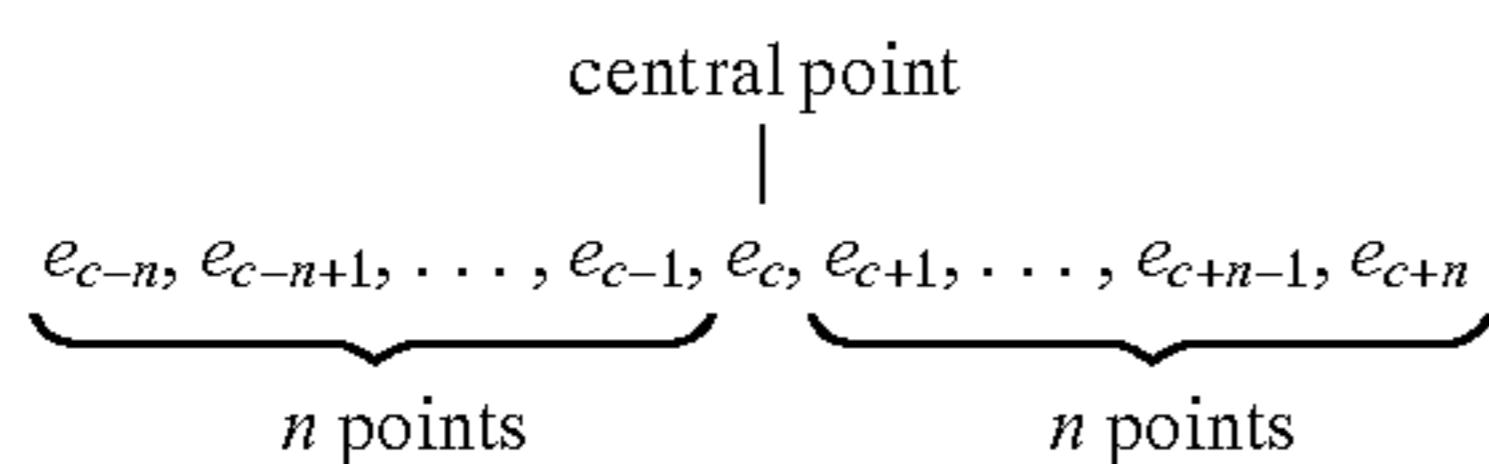 central point
e_{c-n}, e_{c-n+1}, . . . , e_{c-1}, e_c, e_{c+1}, . . . , e_{c+n-1}, e_{c+n}
n points n points